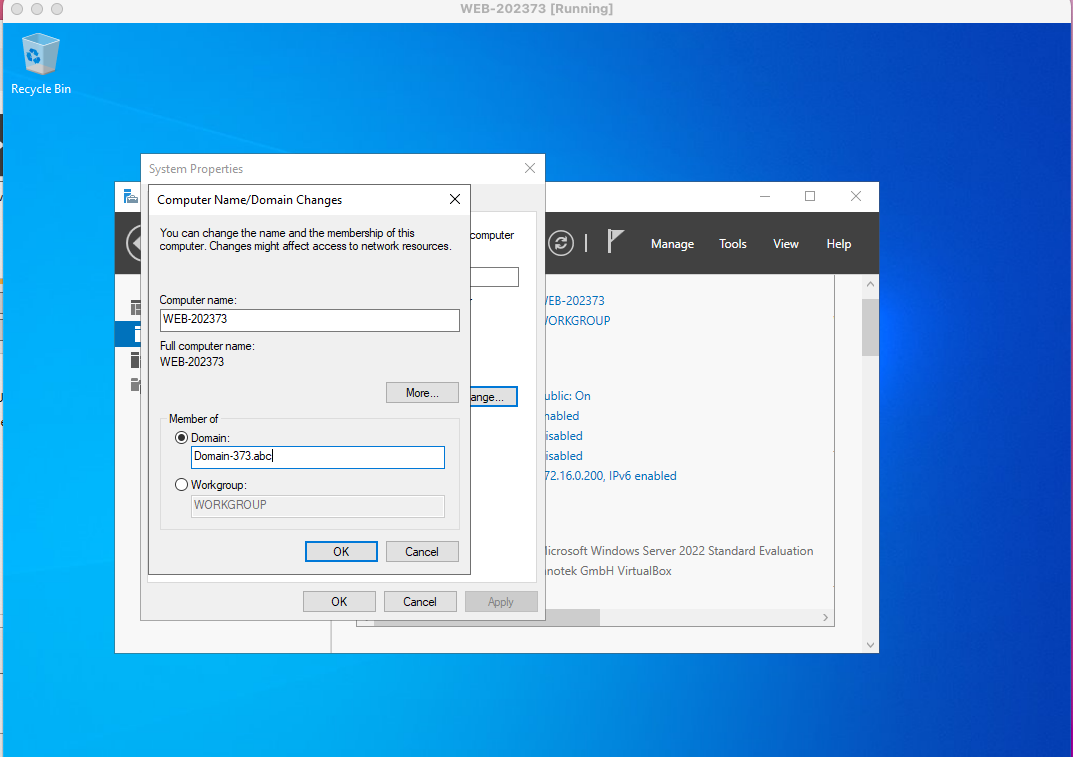 WEB-202373 [Running]
Recycle Bin
System Properties
Computer Name/Domain Changes
You can change the name and the membership of this
computer. Changes might affect access to network resources.
computer
Computer name:
WEB-202373
Full computer name:
WEB-202373
More...
ange...
Member of
Domain:
Domain-373.abc
Workgroup:
WORKGROUP
OK
Cancel
OK
Cancel
Apply
Manage
Tools
View
Help
EB-202373
ORKGROUP
ublic: On
nabled
isabled
isabled
72.16.0.200, IPv6 enabled
icrosoft Windows Server 2022 Standard Evaluation
notek GmbH VirtualBox